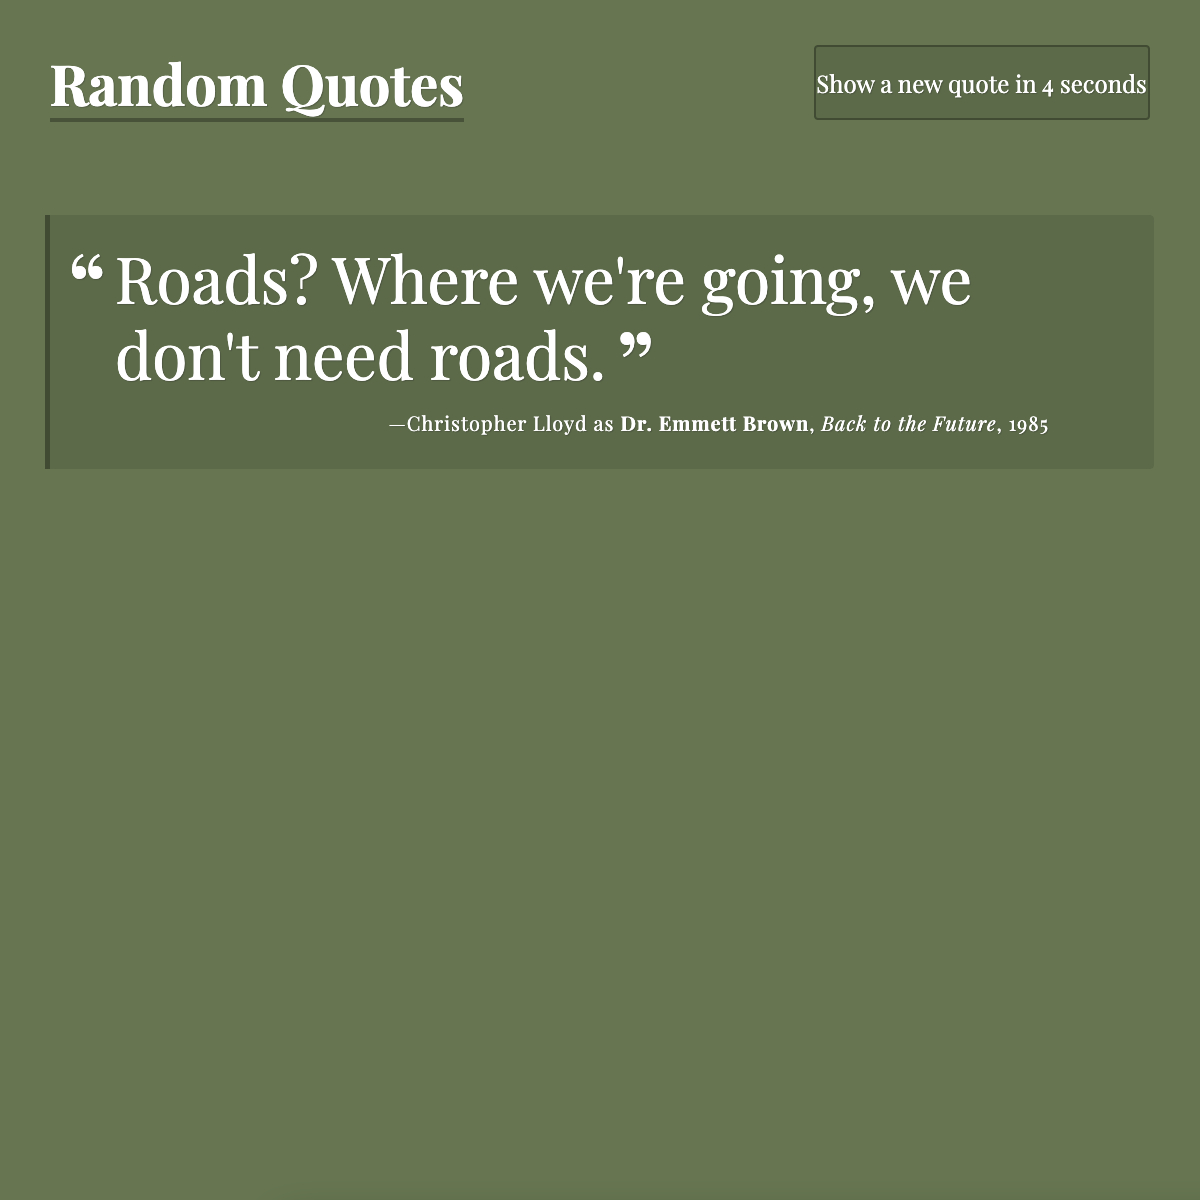 Random Quotes
Show a new quote in 4 seconds
“Roads? Where we're going, we
don't need roads.”
—Christopher Lloyd as Dr. Emmett Brown, Back to the Future, 1985